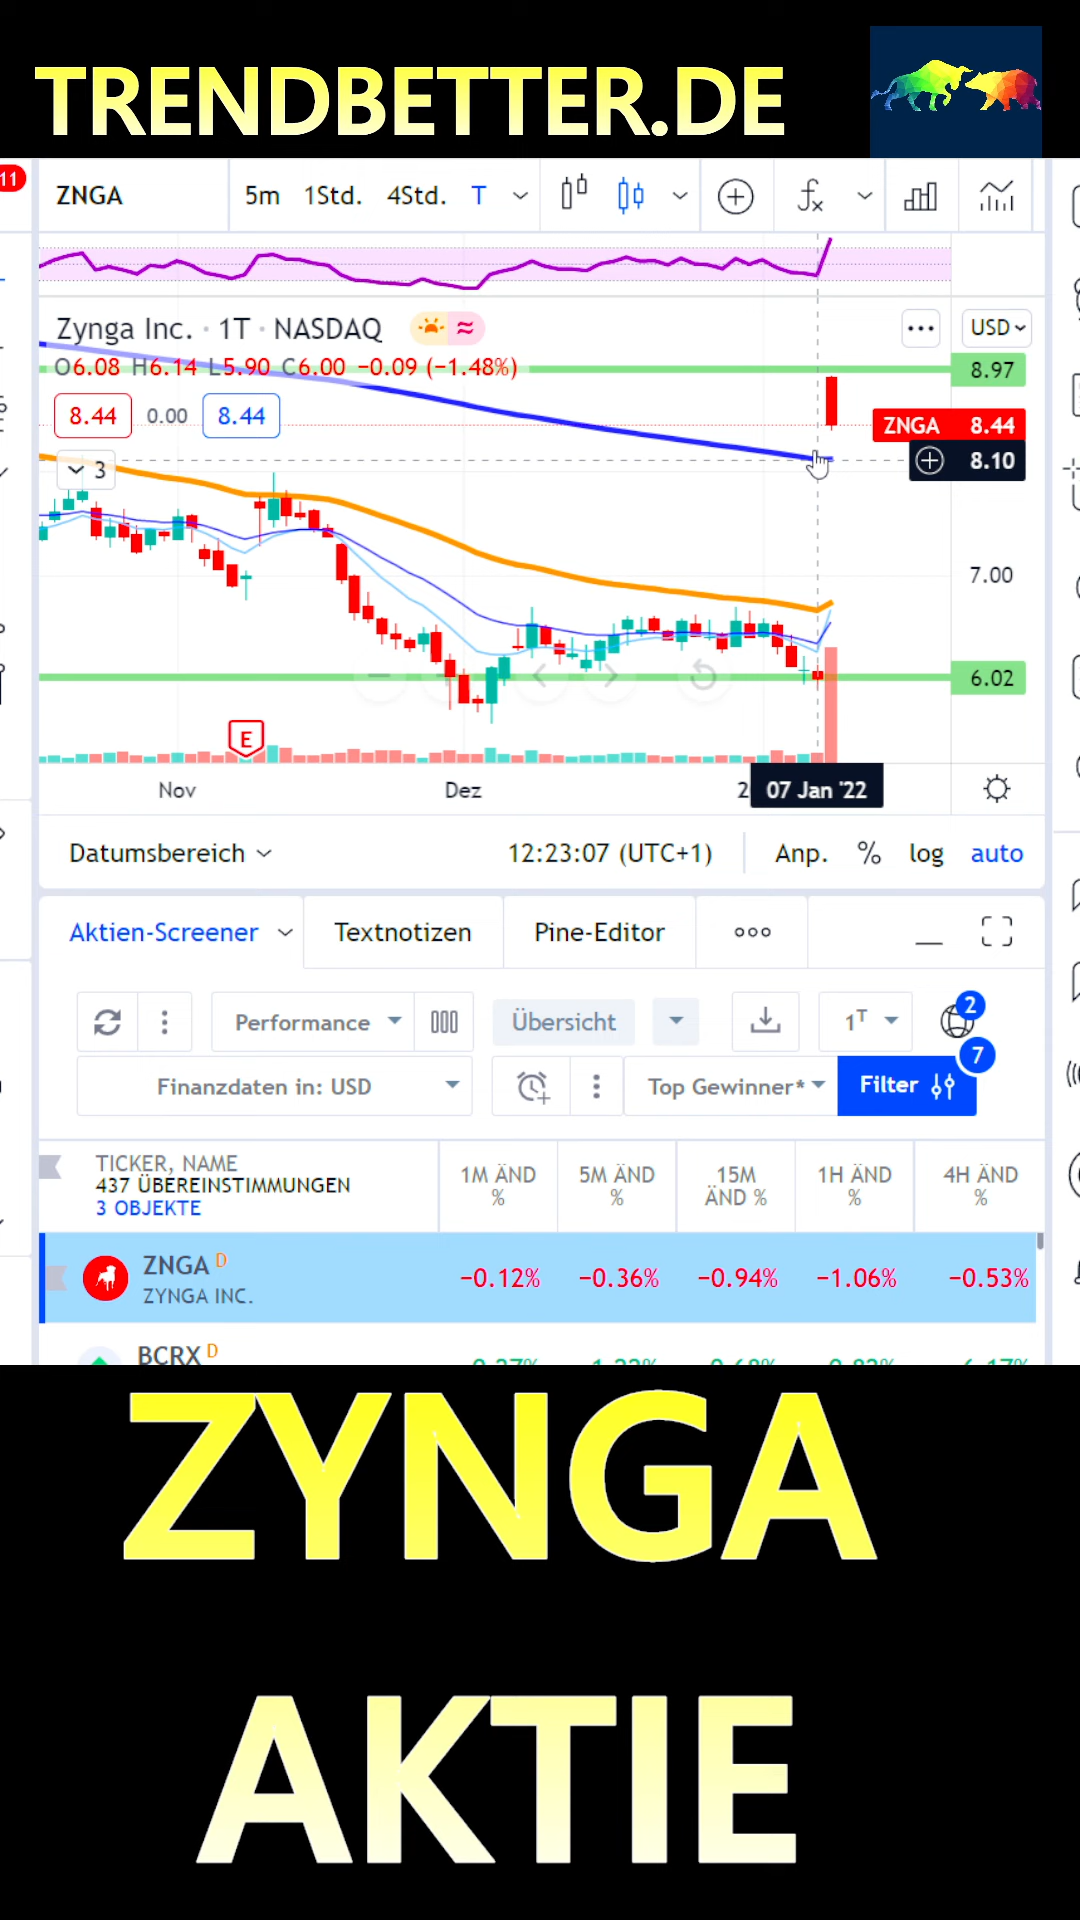 TRENDBETTER.DE
11
ZNGA 5m 1Std. 4Std. T
Zynga Inc. · 1T · NASDAQ
USD
O6.08 H6.14 L5.90 C6.00 −0.09 (−1.48%)
8.97
8.44 0.00 8.44
ZNGA 8.44
8.10
3
7.00
6.02
E
Nov Dez 2 07 Jan '22
Datumsbereich 12:23:07 (UTC+1) Anp. % log auto
Aktien-Screener Textnotizen Pine-Editor
Performance Übersicht 1T 2
Finanzdaten in: USD Top Gewinner* Filter 7
TICKER, NAME
437 ÜBEREINSTIMMUNGEN
3 OBJEKTE
1M ÄND %
5M ÄND %
15M ÄND %
1H ÄND %
4H ÄND %
ZNGA D
ZYNGA INC.
−0.12% −0.36% −0.94% −1.06% −0.53%
BCRX D
ZYNGA
AKTIE